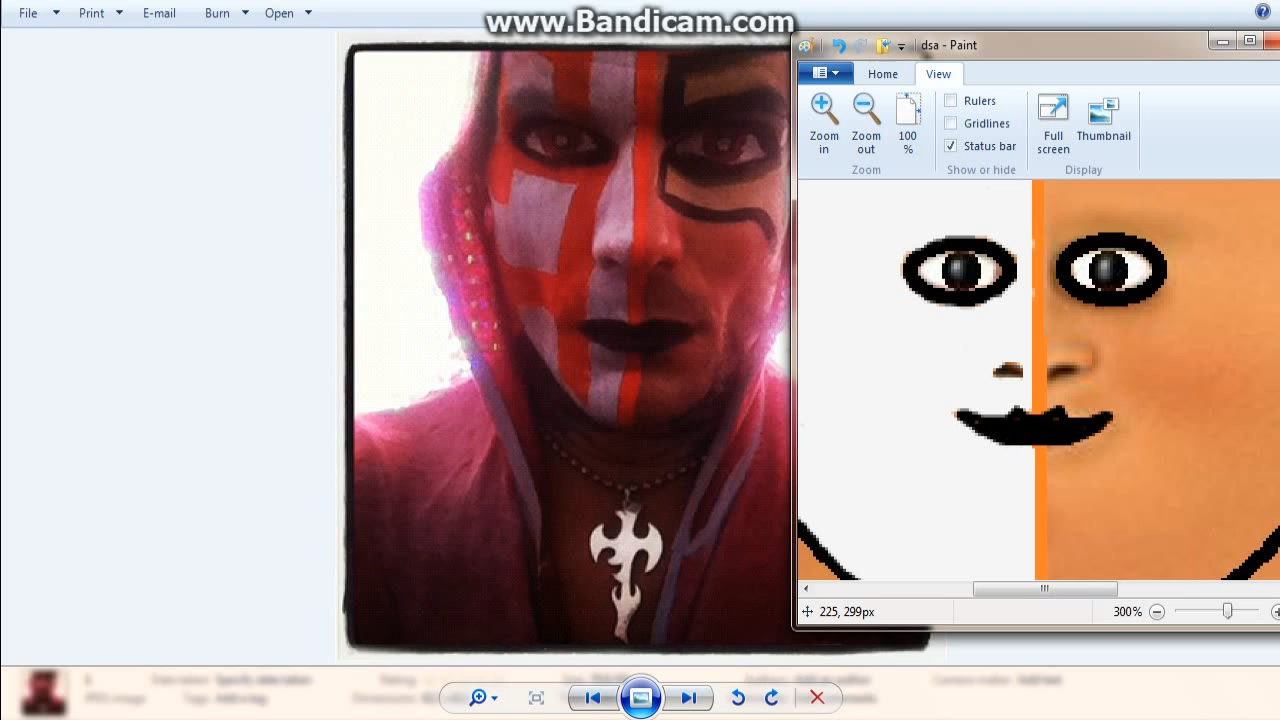 www.Bandicam.com
File Print E-mail Burn Open
dsa - Paint
Home View
Zoom in
Zoom out
100 %
Rulers
Gridlines
Status bar
Full screen
Thumbnail
Zoom
Show or hide
Display
225, 299px
300%